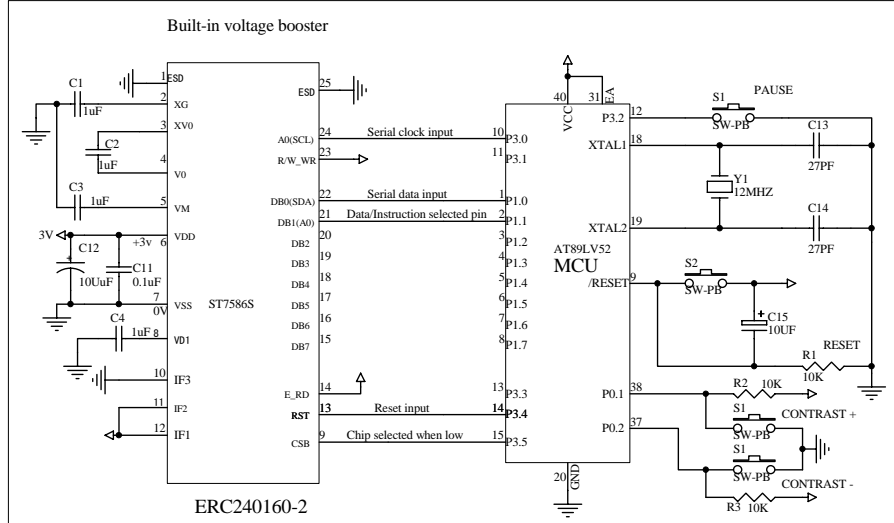 Built-in voltage booster
1 ESD
C1
1uF
2 XG
3 XV0
C2
1uF
4 V0
C3
1uF
5 VM
3V
+3v
6 VDD
C12
10UuF
C11
0.1uF
7 VSS
0V
C4
1uF
8 VD1
10 IF3
11 IF2
12 IF1
ST7586S
ERC240160-2
25 ESD
24 A0(SCL)
23 R/W_WR
22 DB0(SDA)
21 DB1(A0)
20 DB2
19 DB3
18 DB4
17 DB5
16 DB6
15 DB7
14 E_RD
13 RST
9 CSB
Serial clock input
Serial data input
Data/Instruction selected pin
Reset input
Chip selected when low
10 P3.0
11 P3.1
1 P1.0
2 P1.1
3 P1.2
4 P1.3
5 P1.4
6 P1.5
7 P1.6
8 P1.7
13 P3.3
14 P3.4
15 P3.5
40 VCC
31 EA
AT89LV52
MCU
20 GND
12 P3.2
18 XTAL1
19 XTAL2
9 /RESET
38 P0.1
37 P0.2
S1
PAUSE
SW-PB
C13
27PF
Y1
12MHZ
C14
27PF
S2
SW-PB
C15
10UF
+
R1
RESET
10K
R2
10K
S1
CONTRAST +
SW-PB
S1
SW-PB
CONTRAST -
R3
10K